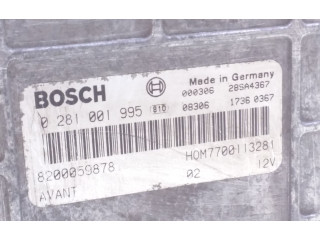 BOSCH
Made in Germany
000306 28SA4367
0 281 001 995 810 08306 1736 0367
8200059878 HOM7700113281
AVANT 02 12V